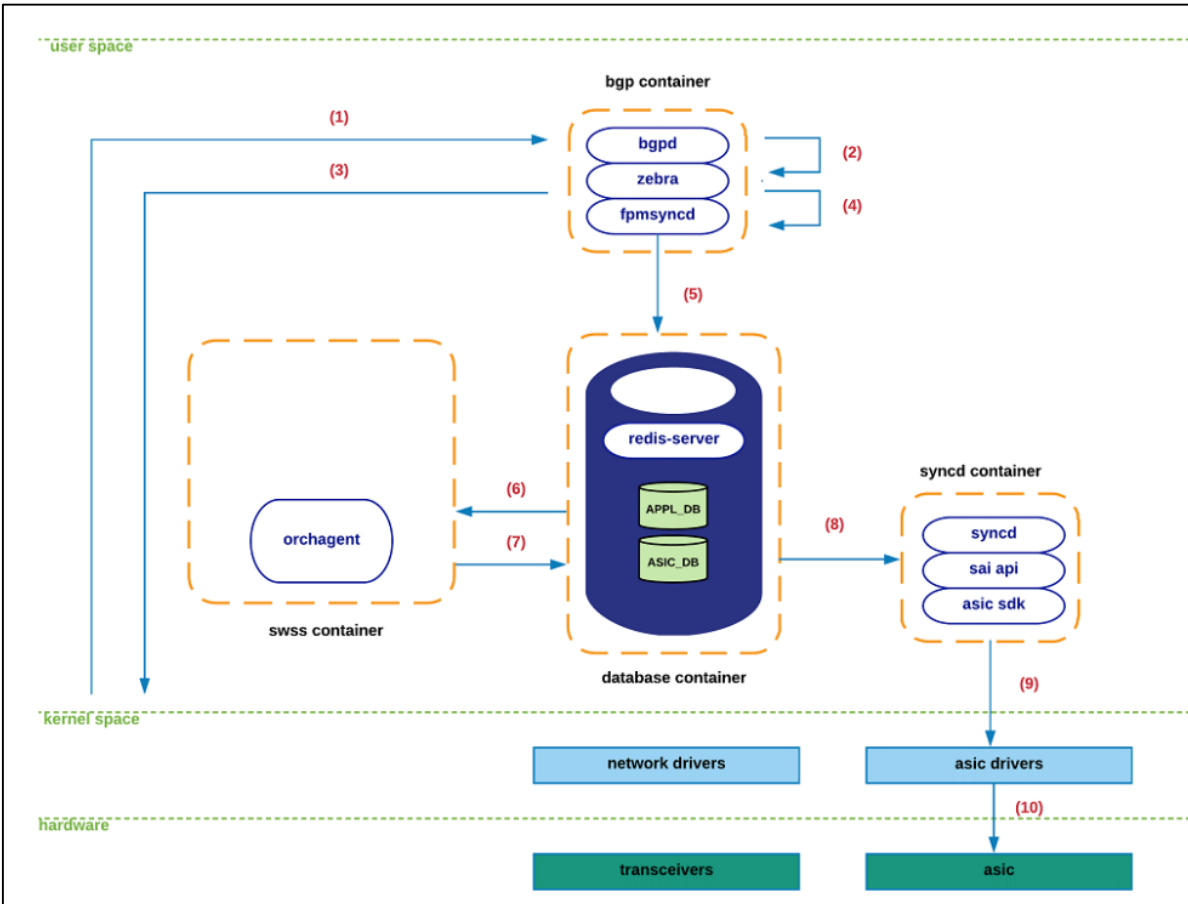 user space
bgp container
(1)
bgpd
(2)
(3)
zebra
(4)
fpmsyncd
(5)
redis-server
syncd container
(6)
APPL_DB
(8)
syncd
orchagent
(7)
ASIC_DB
sai api
asic sdk
swss container
database container
(9)
kernel space
network drivers
asic drivers
(10)
hardware
transceivers
asic